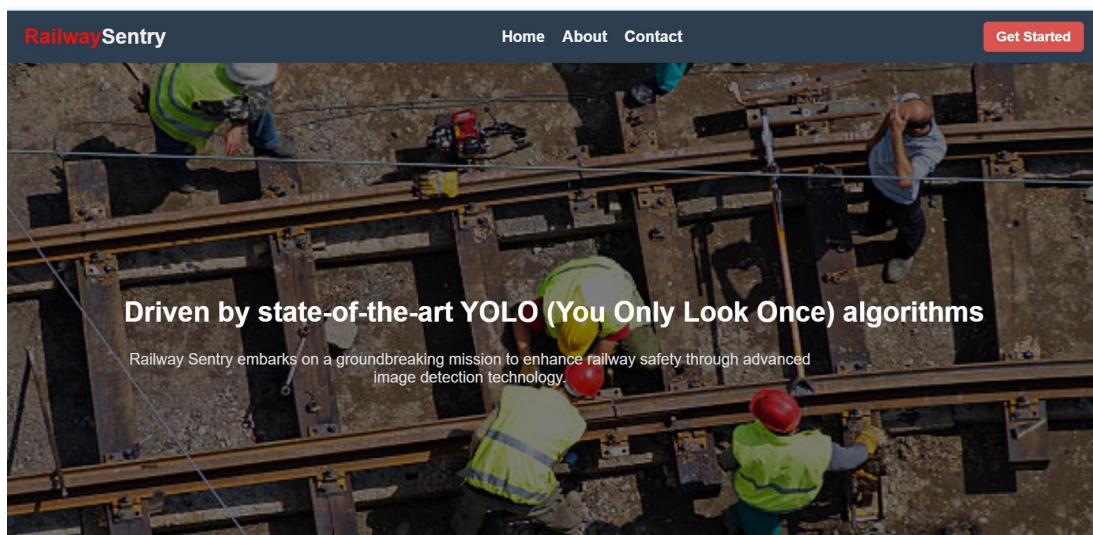 RailwaySentry
Home About Contact
Get Started
Driven by state-of-the-art YOLO (You Only Look Once) algorithms
Railway Sentry embarks on a groundbreaking mission to enhance railway safety through advanced
image detection technology.